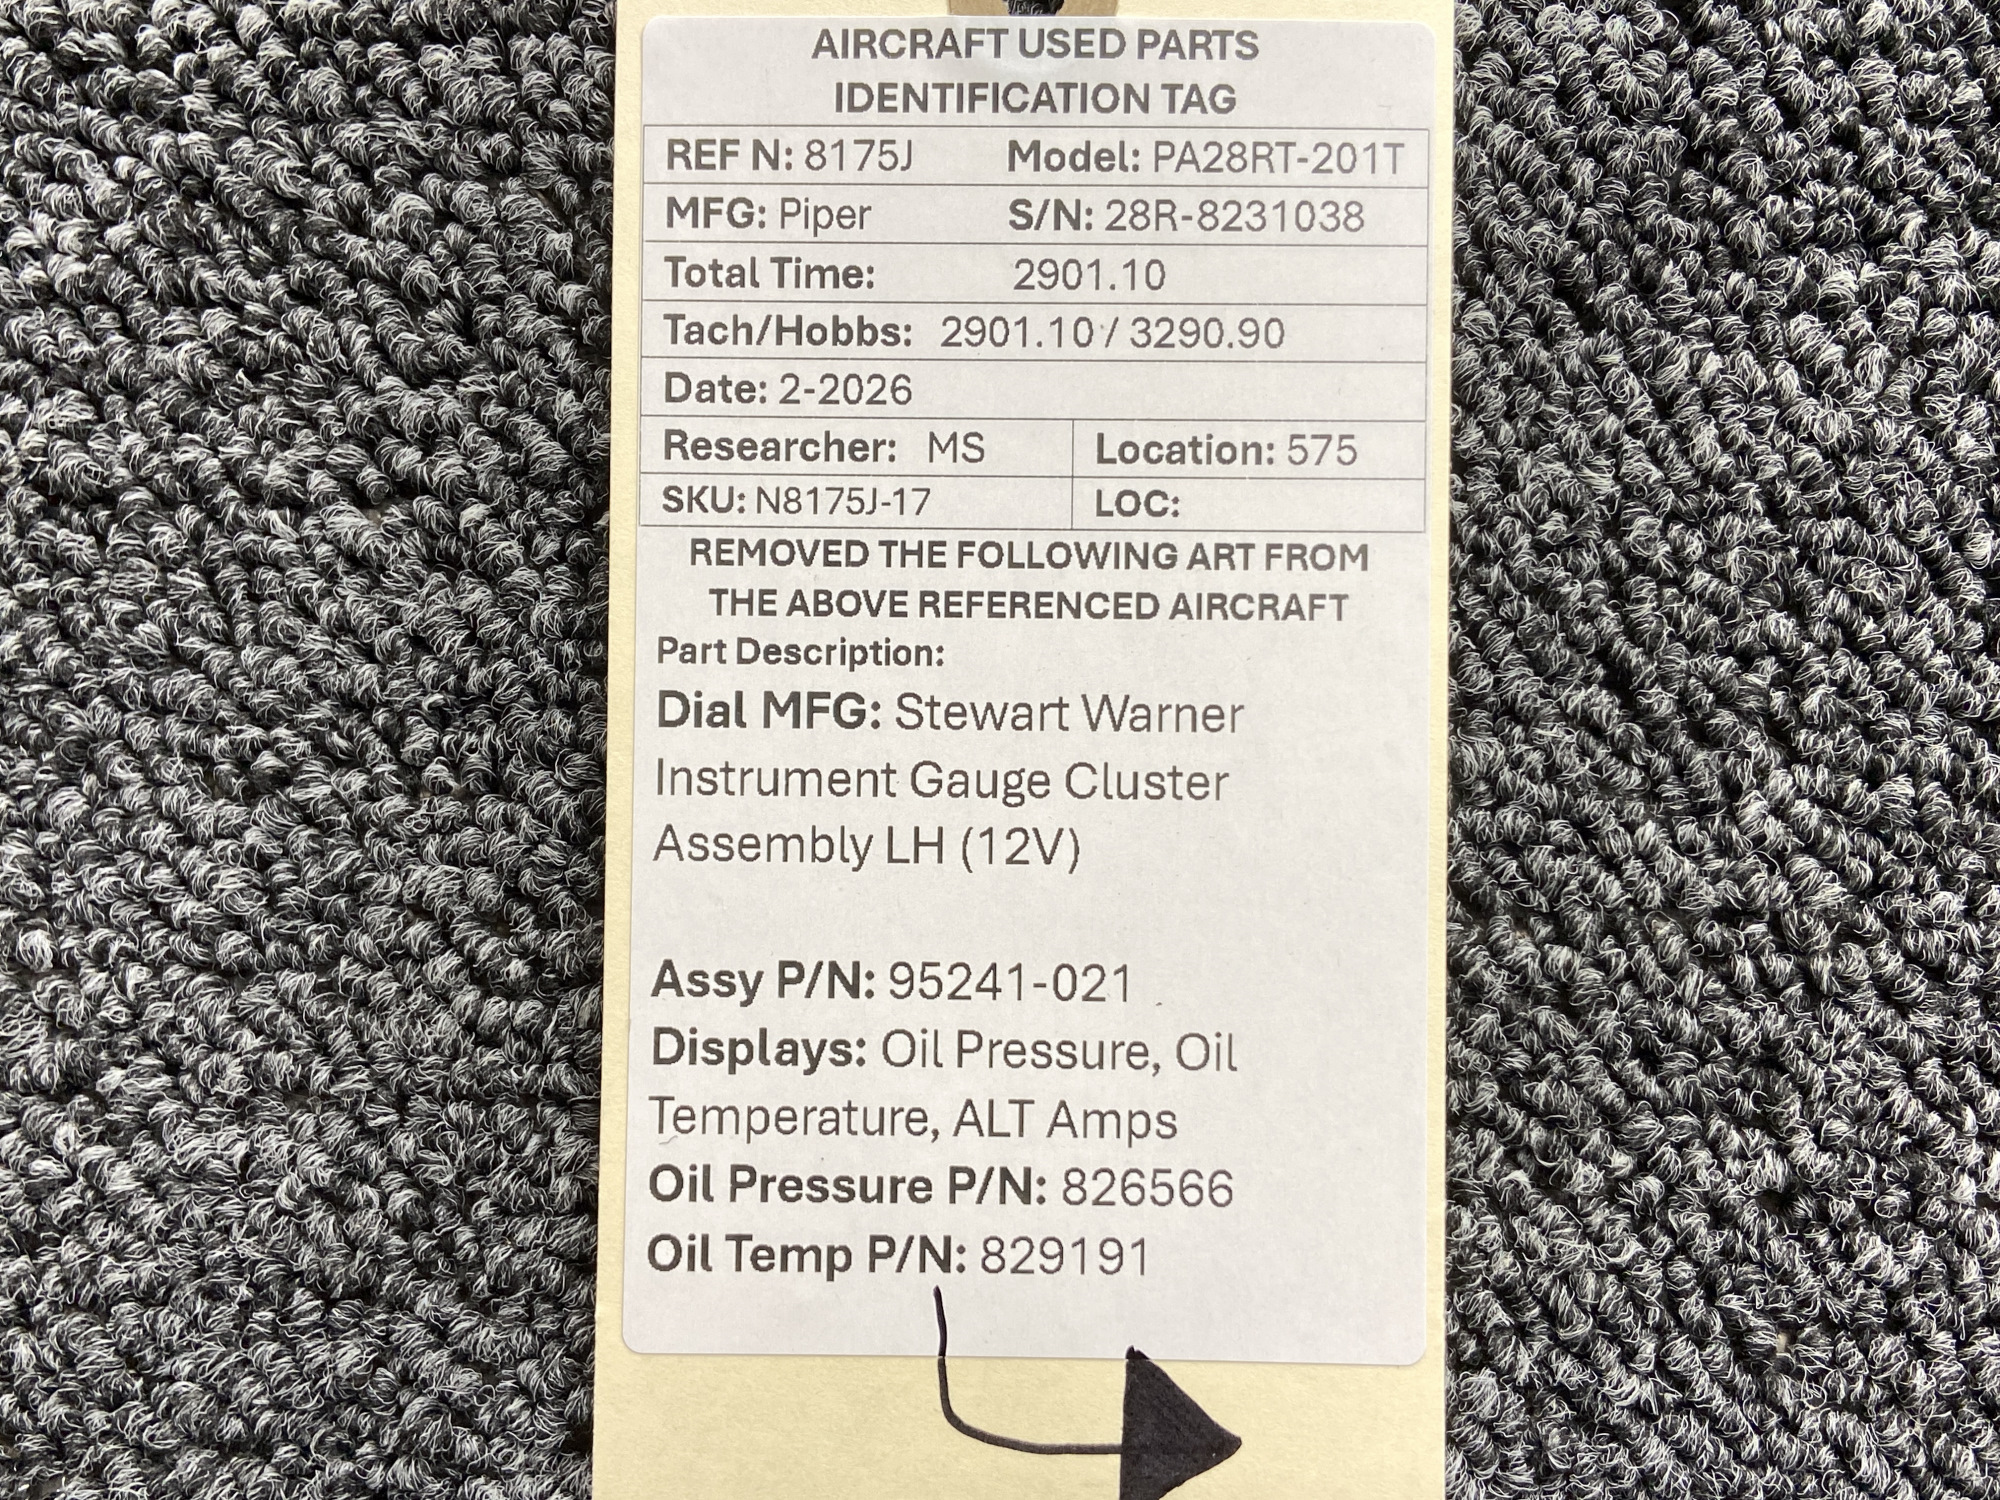 AIRCRAFT USED PARTS
IDENTIFICATION TAG
REF N: 8175J Model: PA28RT-201T
MFG: Piper S/N: 28R-8231038
Total Time: 2901.10
Tach/Hobbs: 2901.10 / 3290.90
Date: 2-2026
Researcher: MS Location: 575
SKU: N8175J-17 LOC:
REMOVED THE FOLLOWING ART FROM
THE ABOVE REFERENCED AIRCRAFT
Part Description:
Dial MFG: Stewart Warner
Instrument Gauge Cluster
Assembly LH (12V)
Assy P/N: 95241-021
Displays: Oil Pressure, Oil
Temperature, ALT Amps
Oil Pressure P/N: 826566
Oil Temp P/N: 829191